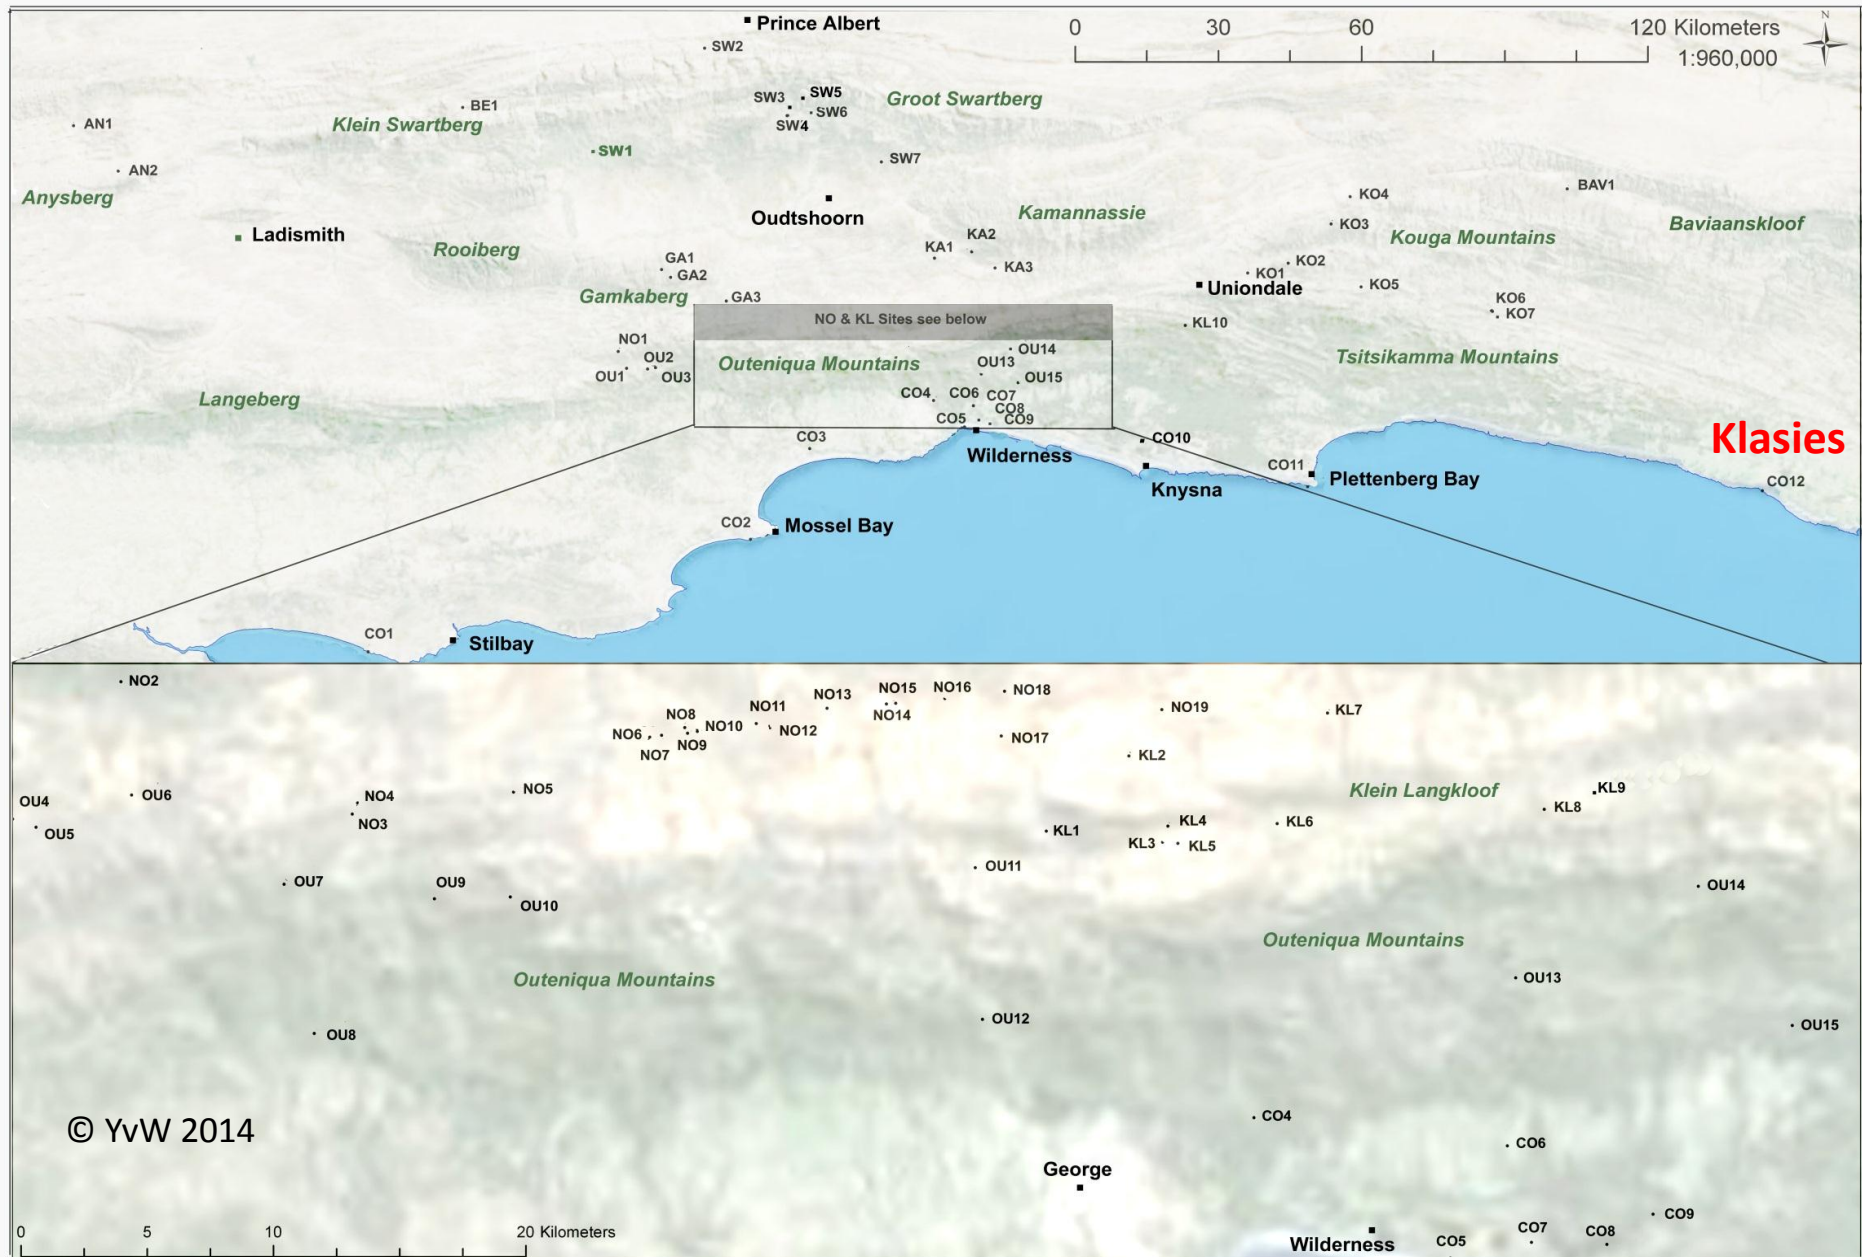 Prince Albert
0 30 60 120 Kilometers
1:960,000
N
SW2
SW5
SW3
SW6
SW4
Groot Swartberg
BE1
AN1
Klein Swartberg
SW1
SW7
AN2
Anysberg
BAV1
KO4
Oudtshoorn
Kamannassie
KO3
Baviaanskloof
Kouga Mountains
Ladismith
Rooiberg
KA2
KA1
KA3
GA1
GA2
KO2
KO1
KO5
Uniondale
Gamkaberg
GA3
KO6
KO7
NO & KL Sites see below
KL10
NO1
OU2
OU1
OU3
Outeniqua Mountains
OU14
OU13
OU15
Tsitsikamma Mountains
Langeberg
CO4
CO6
CO7
CO8
CO5
CO9
CO3
CO10
Klasies
Wilderness
CO11
Plettenberg Bay
CO12
Knysna
CO2
Mossel Bay
CO1
Stilbay
NO2
NO13
NO15
NO16
NO18
NO8
NO11
NO14
NO19
KL7
NO6
NO10
NO12
NO9
NO7
NO17
KL2
NO5
Klein Langkloof
KL9
OU4
OU6
NO4
KL8
OU5
NO3
KL1
KL4
KL6
KL3
KL5
OU11
OU7
OU9
OU14
OU10
Outeniqua Mountains
Outeniqua Mountains
OU13
OU8
OU12
OU15
© YvW 2014
CO4
CO6
George
CO9
0 5 10 20 Kilometers
Wilderness
CO5
CO7
CO8